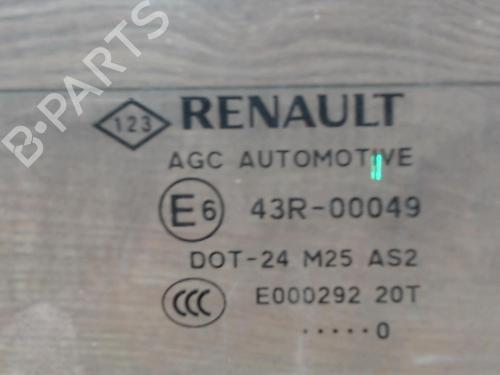 B-PARTS
123 RENAULT
AGC AUTOMOTIVE
E6 43R-00049
DOT-24 M25 AS2
CCC E000292 20T
.....0